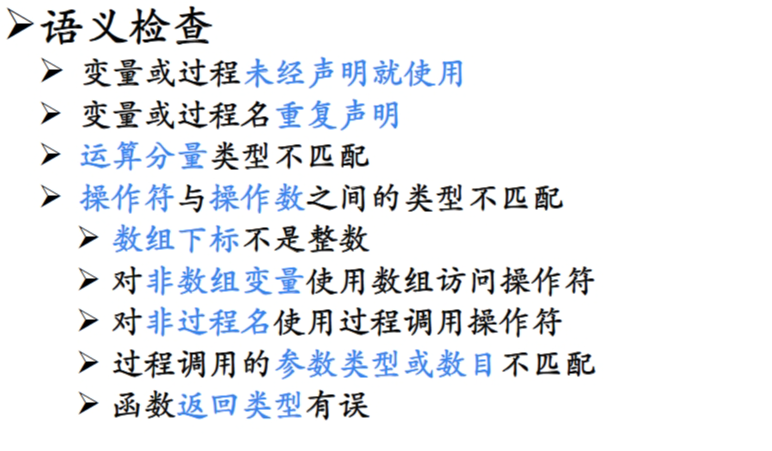 ➢语义检查
➢ 变量或过程未经声明就使用
➢ 变量或过程名重复声明
➢ 运算分量类型不匹配
➢ 操作符与操作数之间的类型不匹配
➢ 数组下标不是整数
➢ 对非数组变量使用数组访问操作符
➢ 对非过程名使用过程调用操作符
➢ 过程调用的参数类型或数目不匹配
➢ 函数返回类型有误